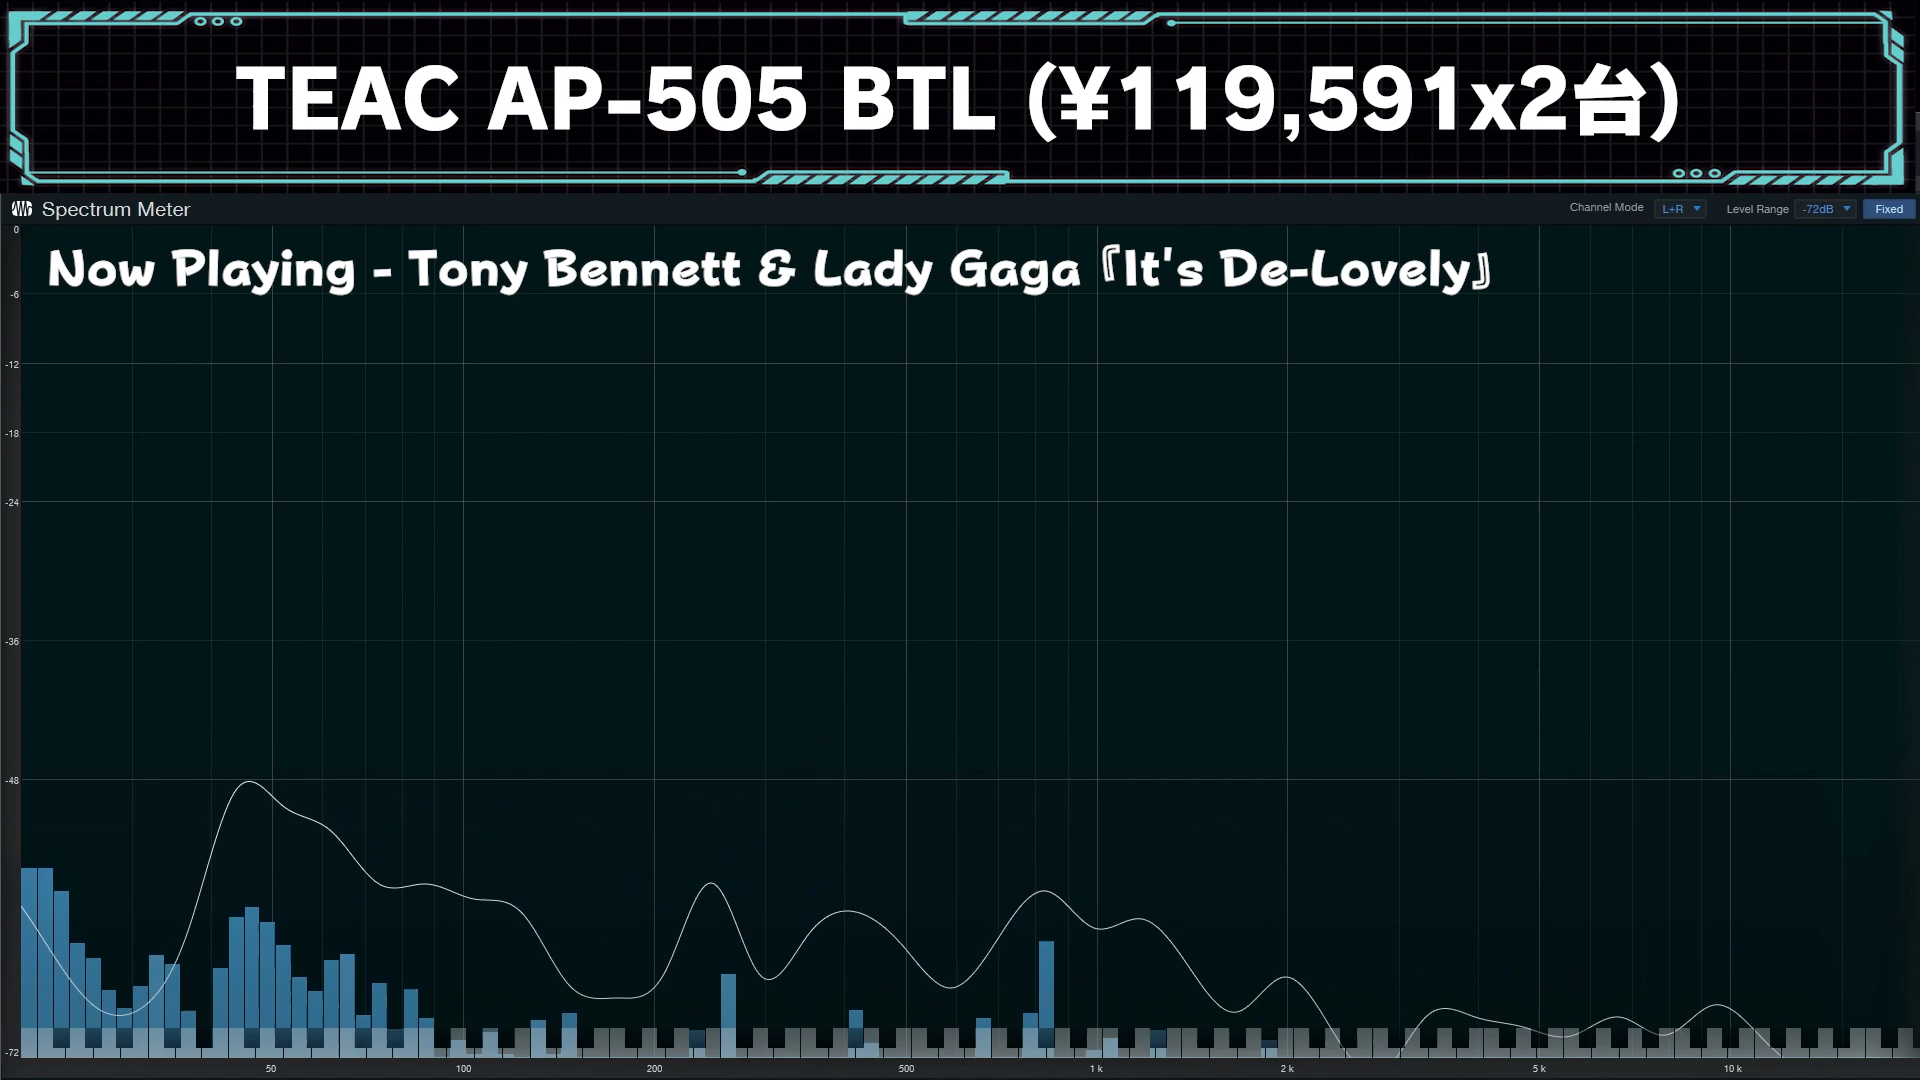 TEAC AP-505 BTL (¥119,591x2台)
Spectrum Meter
Channel Mode L+R Level Range -72dB Fixed
Now Playing - Tony Bennett & Lady Gaga『It's De-Lovely』
0
-6
-12
-18
-24
-36
-48
-72
50 100 200 500 1 k 2 k 5 k 10 k